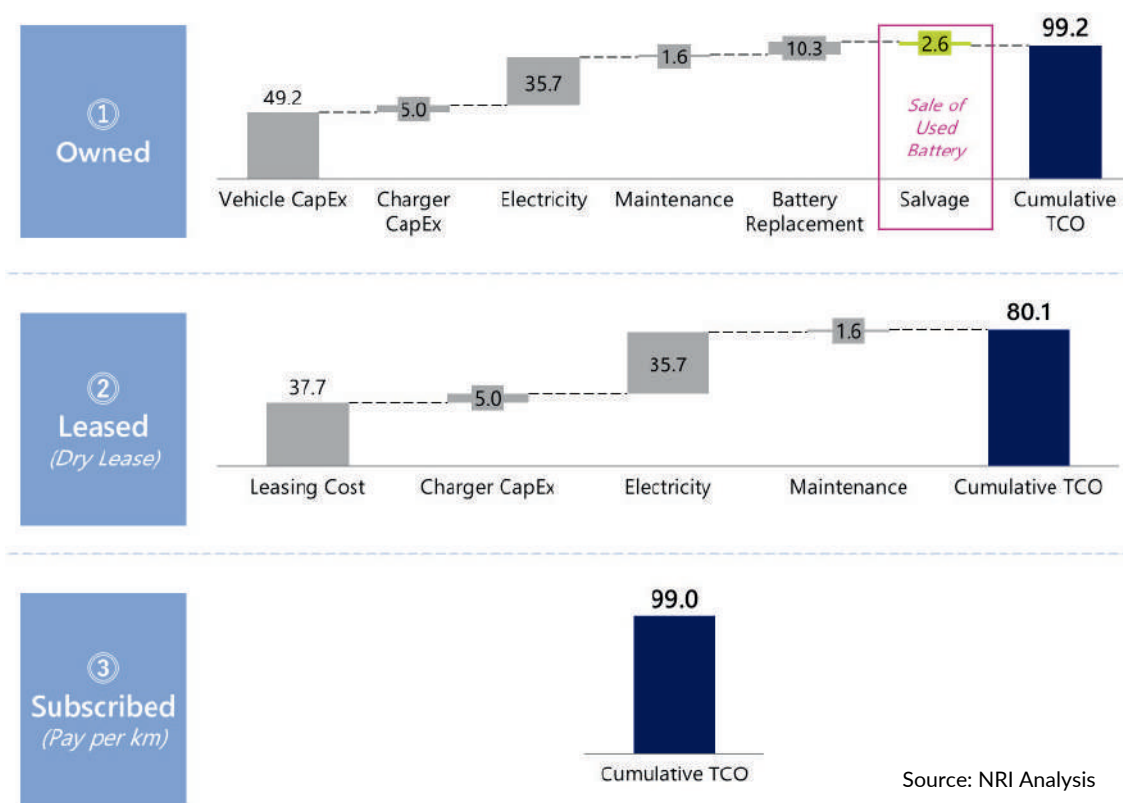 ①
Owned
49.2
5.0
35.7
1.6
10.3
2.6
99.2
Sale of
Used
Battery
Vehicle CapEx
Charger
CapEx
Electricity
Maintenance
Battery
Replacement
Salvage
Cumulative
TCO
②
Leased
(Dry Lease)
37.7
5.0
35.7
1.6
80.1
Leasing Cost
Charger CapEx
Electricity
Maintenance
Cumulative TCO
③
Subscribed
(Pay per km)
99.0
Cumulative TCO
Source: NRI Analysis